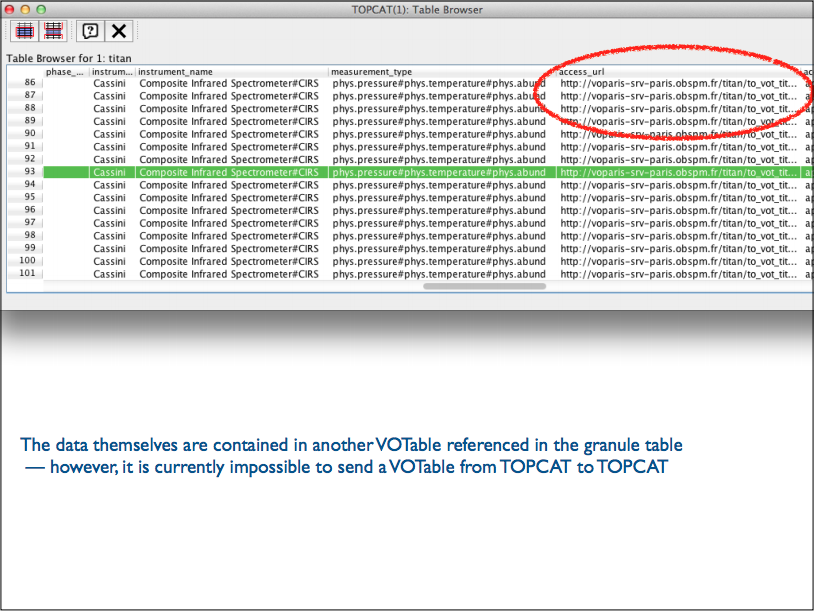 TOPCAT(1): Table Browser
Table Browser for 1: titan
phase_... instrum... instrument_name measurement_type access_url ac
86 Cassini Composite Infrared Spectrometer#CIRS phys.pressure#phys.temperature#phys.abund http://voparis-srv-paris.obspm.fr/titan/to_vot_tit... ap
87 Cassini Composite Infrared Spectrometer#CIRS phys.pressure#phys.temperature#phys.abund http://voparis-srv-paris.obspm.fr/titan/to_vot_tit... ap
88 Cassini Composite Infrared Spectrometer#CIRS phys.pressure#phys.temperature#phys.abund http://voparis-srv-paris.obspm.fr/titan/to_vot_tit... ap
89 Cassini Composite Infrared Spectrometer#CIRS phys.pressure#phys.temperature#phys.abund http://voparis-srv-paris.obspm.fr/titan/to_vot_tit... ap
90 Cassini Composite Infrared Spectrometer#CIRS phys.pressure#phys.temperature#phys.abund http://voparis-srv-paris.obspm.fr/titan/to_vot_tit... ap
91 Cassini Composite Infrared Spectrometer#CIRS phys.pressure#phys.temperature#phys.abund http://voparis-srv-paris.obspm.fr/titan/to_vot_tit... ap
92 Cassini Composite Infrared Spectrometer#CIRS phys.pressure#phys.temperature#phys.abund http://voparis-srv-paris.obspm.fr/titan/to_vot_tit... ap
93 Cassini Composite Infrared Spectrometer#CIRS phys.pressure#phys.temperature#phys.abund http://voparis-srv-paris.obspm.fr/titan/to_vot_tit... ap
94 Cassini Composite Infrared Spectrometer#CIRS phys.pressure#phys.temperature#phys.abund http://voparis-srv-paris.obspm.fr/titan/to_vot_tit... ap
95 Cassini Composite Infrared Spectrometer#CIRS phys.pressure#phys.temperature#phys.abund http://voparis-srv-paris.obspm.fr/titan/to_vot_tit... ap
96 Cassini Composite Infrared Spectrometer#CIRS phys.pressure#phys.temperature#phys.abund http://voparis-srv-paris.obspm.fr/titan/to_vot_tit... ap
97 Cassini Composite Infrared Spectrometer#CIRS phys.pressure#phys.temperature#phys.abund http://voparis-srv-paris.obspm.fr/titan/to_vot_tit... ap
98 Cassini Composite Infrared Spectrometer#CIRS phys.pressure#phys.temperature#phys.abund http://voparis-srv-paris.obspm.fr/titan/to_vot_tit... ap
99 Cassini Composite Infrared Spectrometer#CIRS phys.pressure#phys.temperature#phys.abund http://voparis-srv-paris.obspm.fr/titan/to_vot_tit... ap
100 Cassini Composite Infrared Spectrometer#CIRS phys.pressure#phys.temperature#phys.abund http://voparis-srv-paris.obspm.fr/titan/to_vot_tit... ap
101 Cassini Composite Infrared Spectrometer#CIRS phys.pressure#phys.temperature#phys.abund http://voparis-srv-paris.obspm.fr/titan/to_vot_tit... ap
The data themselves are contained in another VOTable referenced in the granule table
— however, it is currently impossible to send a VOTable from TOPCAT to TOPCAT